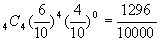 ₄C₄(6/10)⁴(4/10)⁰ = 1296/10000